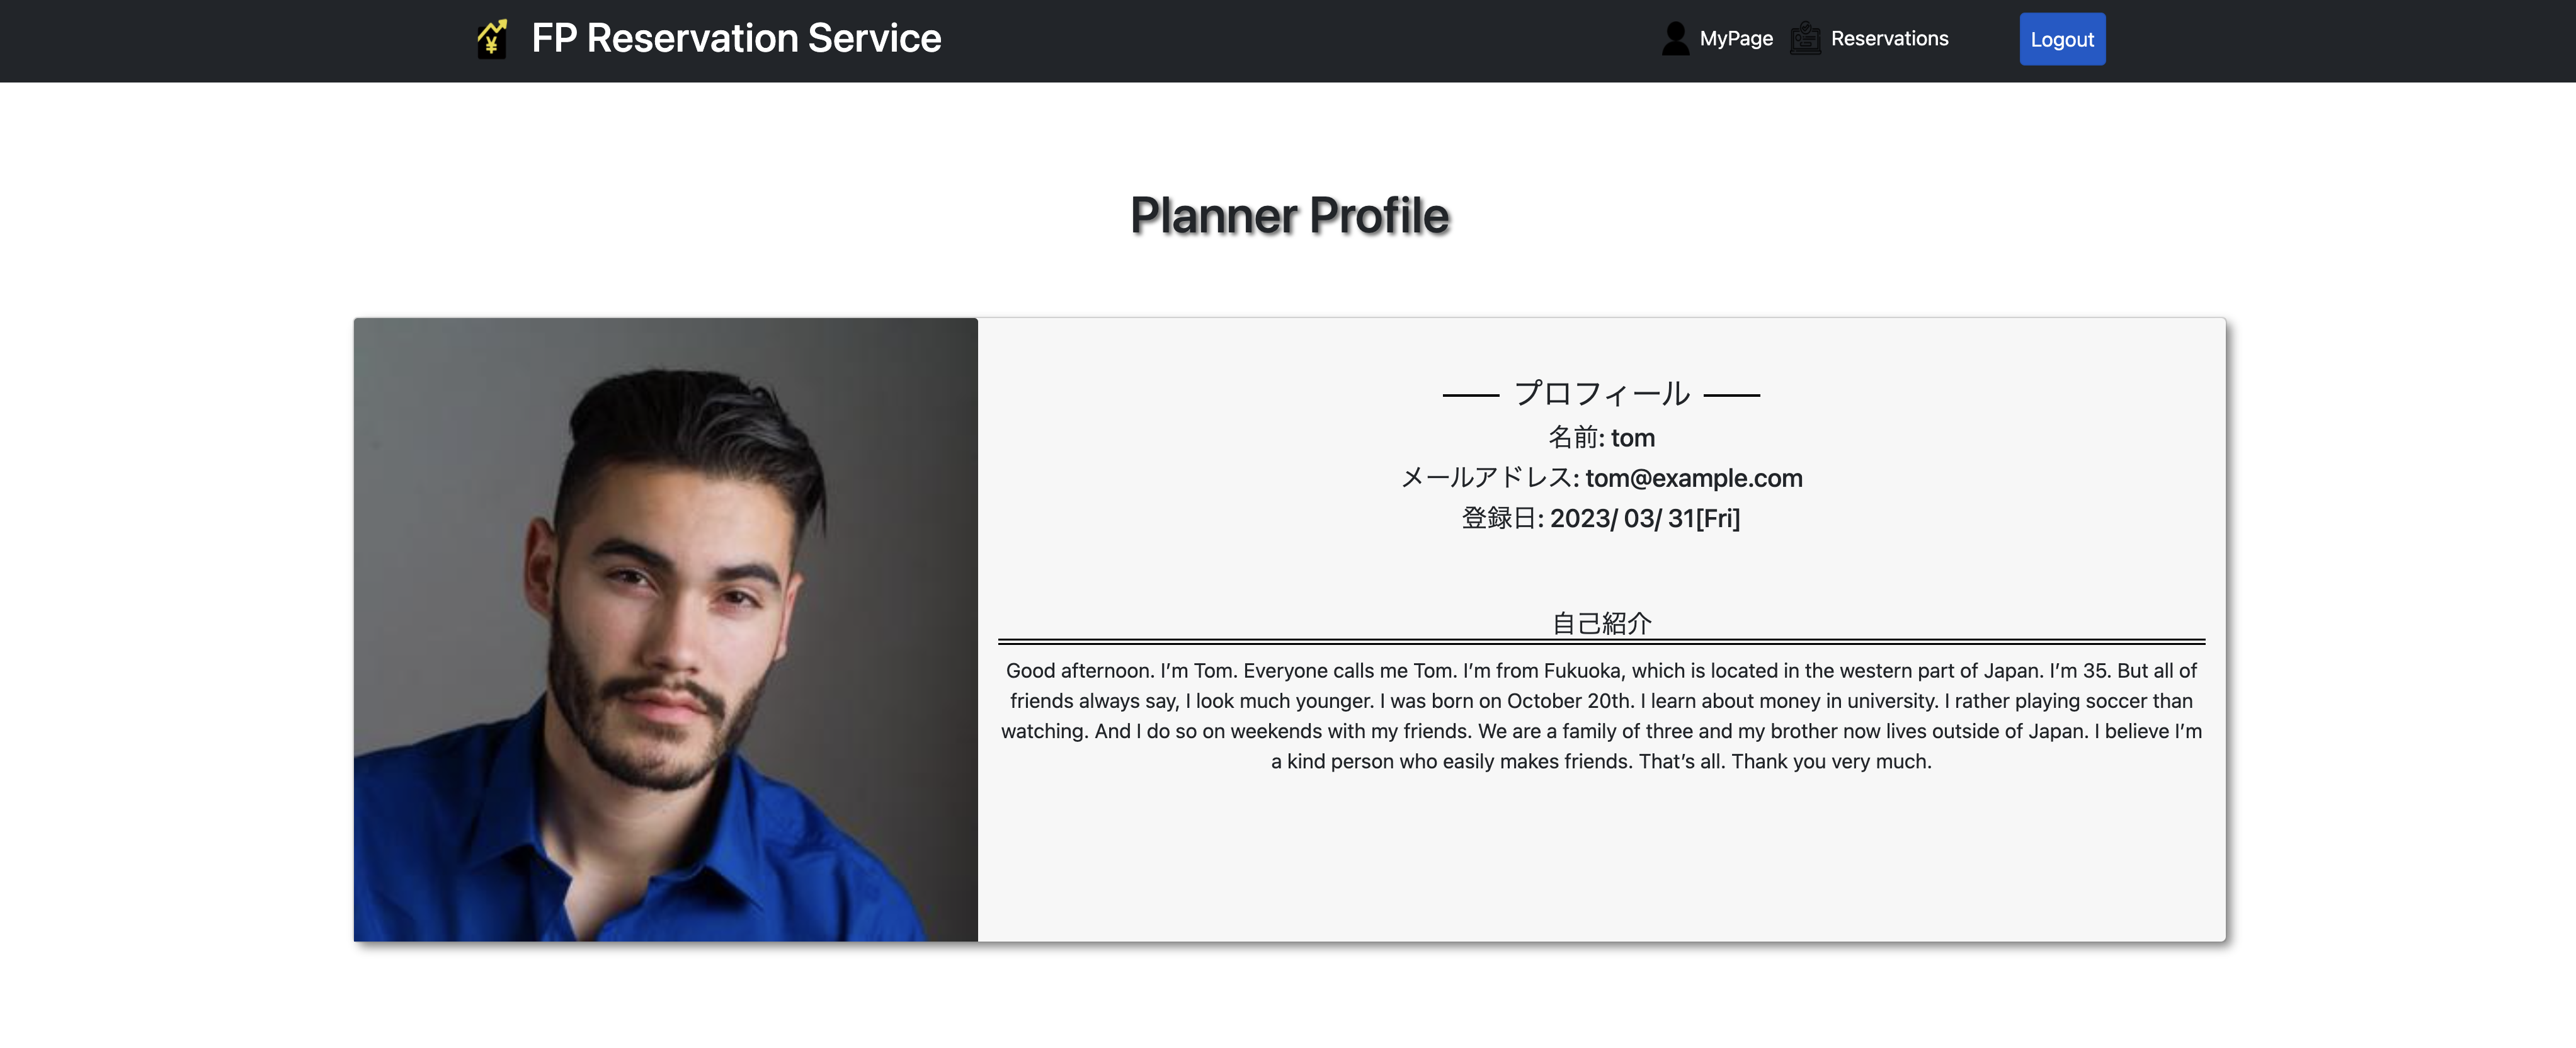 ¥ FP Reservation Service
MyPage Reservations Logout
Planner Profile
プロフィール
名前: tom
メールアドレス: tom@example.com
登録日: 2023/ 03/ 31[Fri]
自己紹介
Good afternoon. I’m Tom. Everyone calls me Tom. I’m from Fukuoka, which is located in the western part of Japan. I’m 35. But all of
friends always say, I look much younger. I was born on October 20th. I learn about money in university. I rather playing soccer than
watching. And I do so on weekends with my friends. We are a family of three and my brother now lives outside of Japan. I believe I’m
a kind person who easily makes friends. That’s all. Thank you very much.